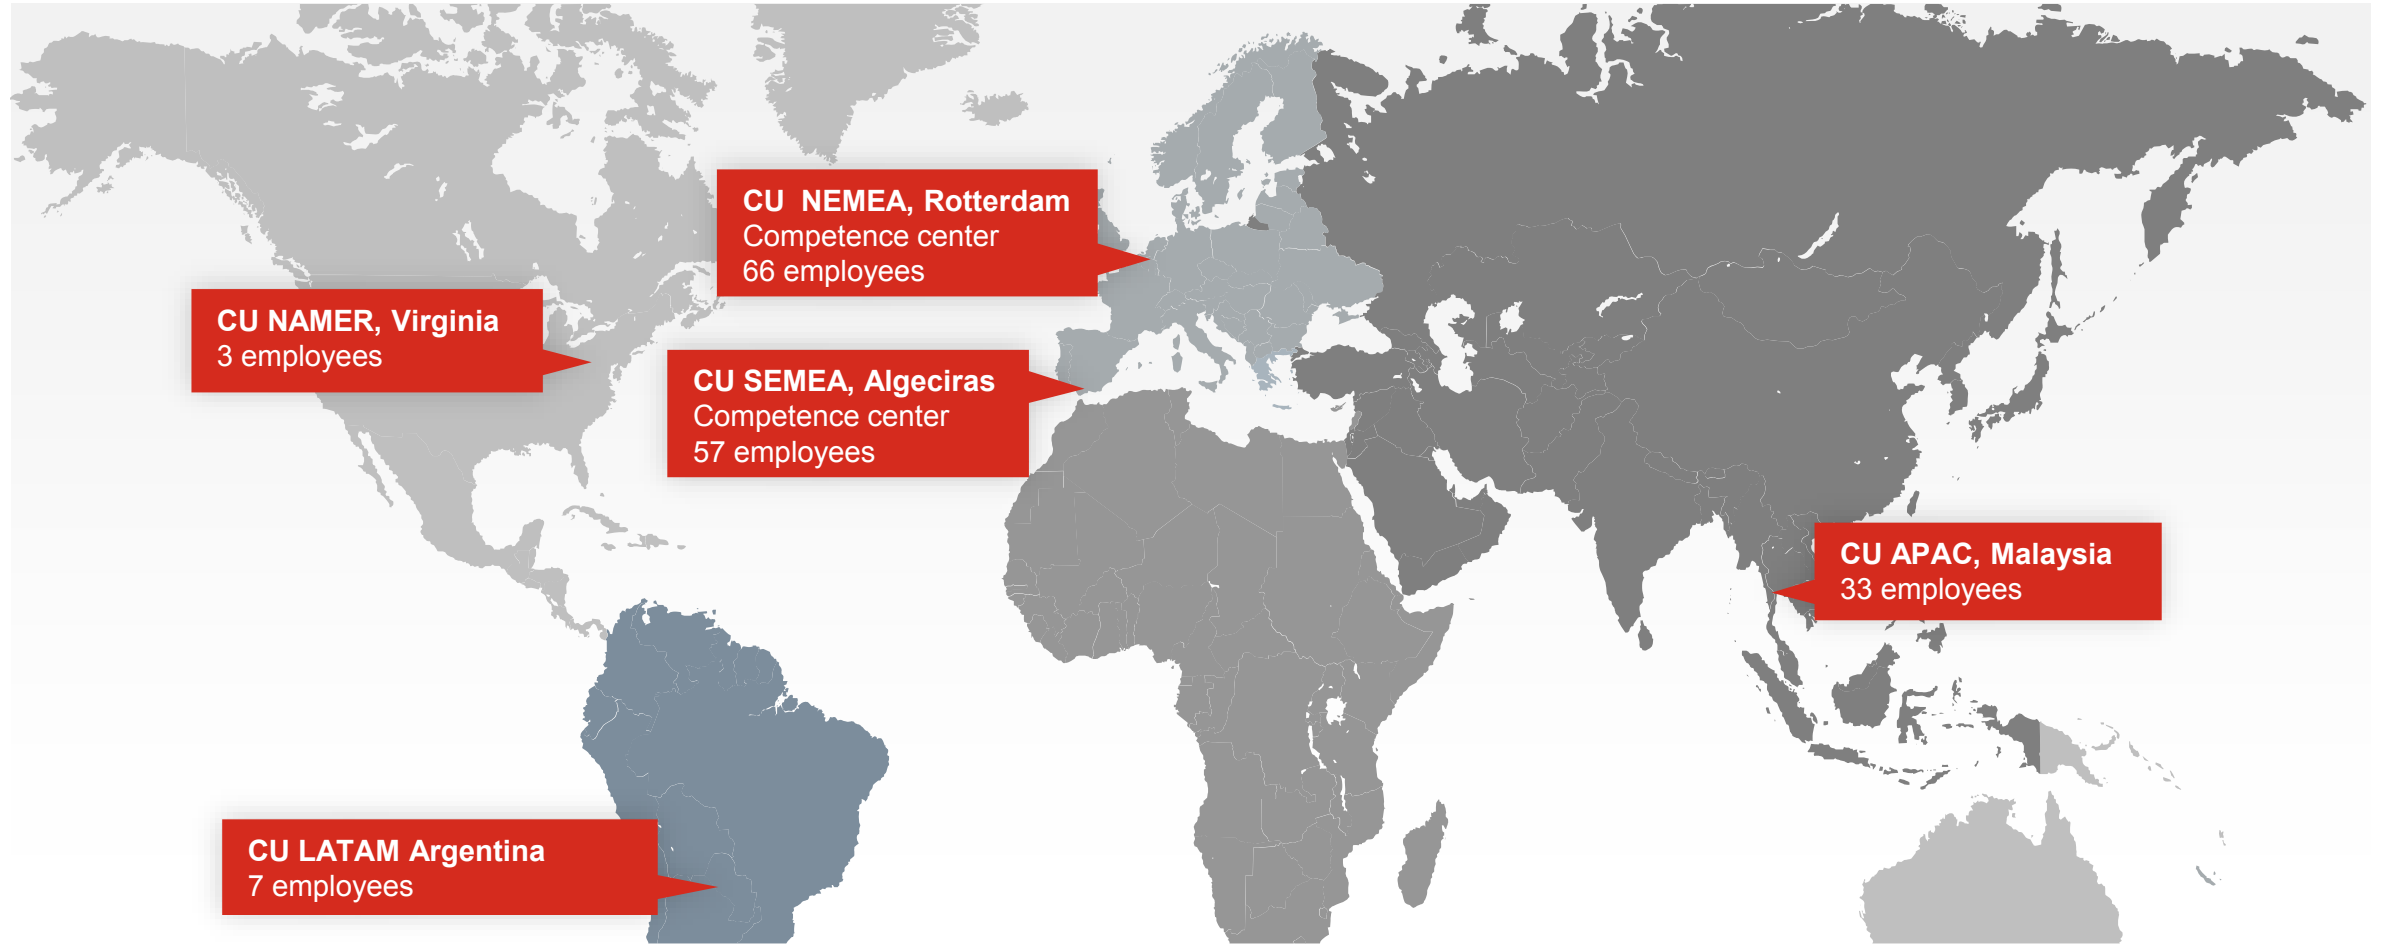 CU NEMEA, Rotterdam
Competence center
66 employees
CU NAMER, Virginia
3 employees
CU SEMEA, Algeciras
Competence center
57 employees
CU APAC, Malaysia
33 employees
CU LATAM Argentina
7 employees